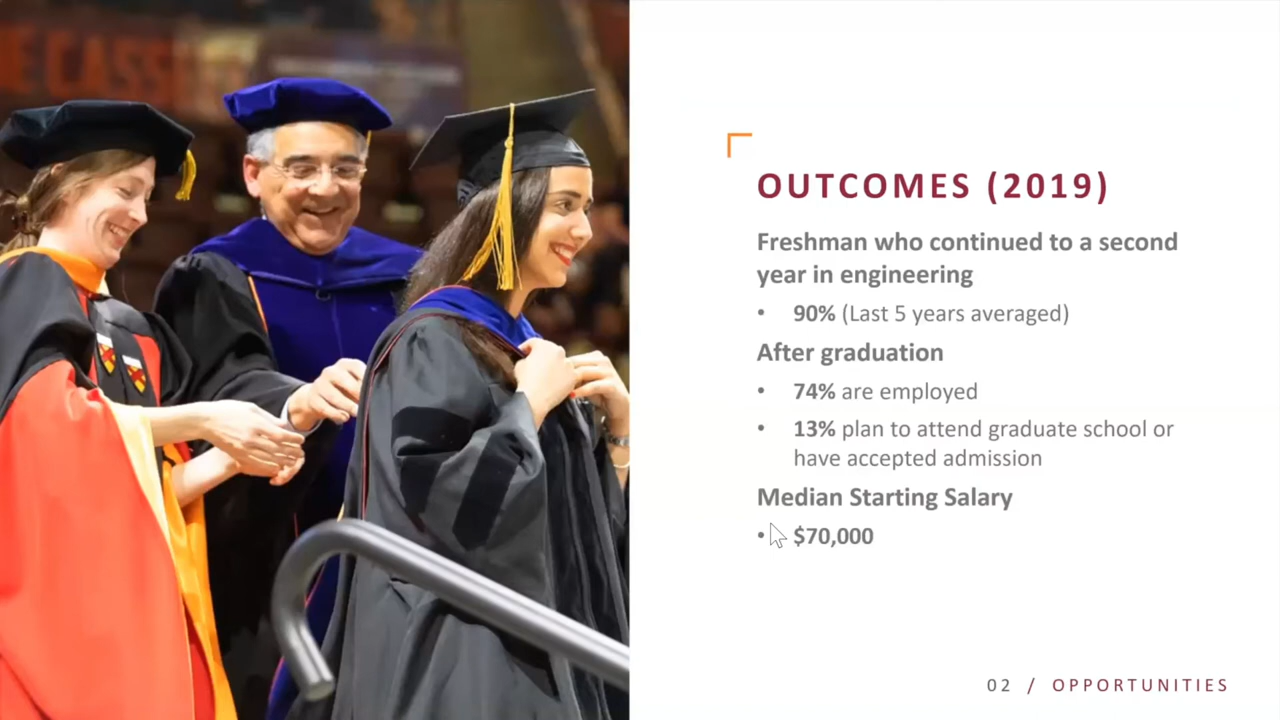 E CASS
OUTCOMES (2019)
Freshman who continued to a second
year in engineering
• 90% (Last 5 years averaged)
After graduation
• 74% are employed
• 13% plan to attend graduate school or
have accepted admission
Median Starting Salary
• $70,000
02 / OPPORTUNITIES